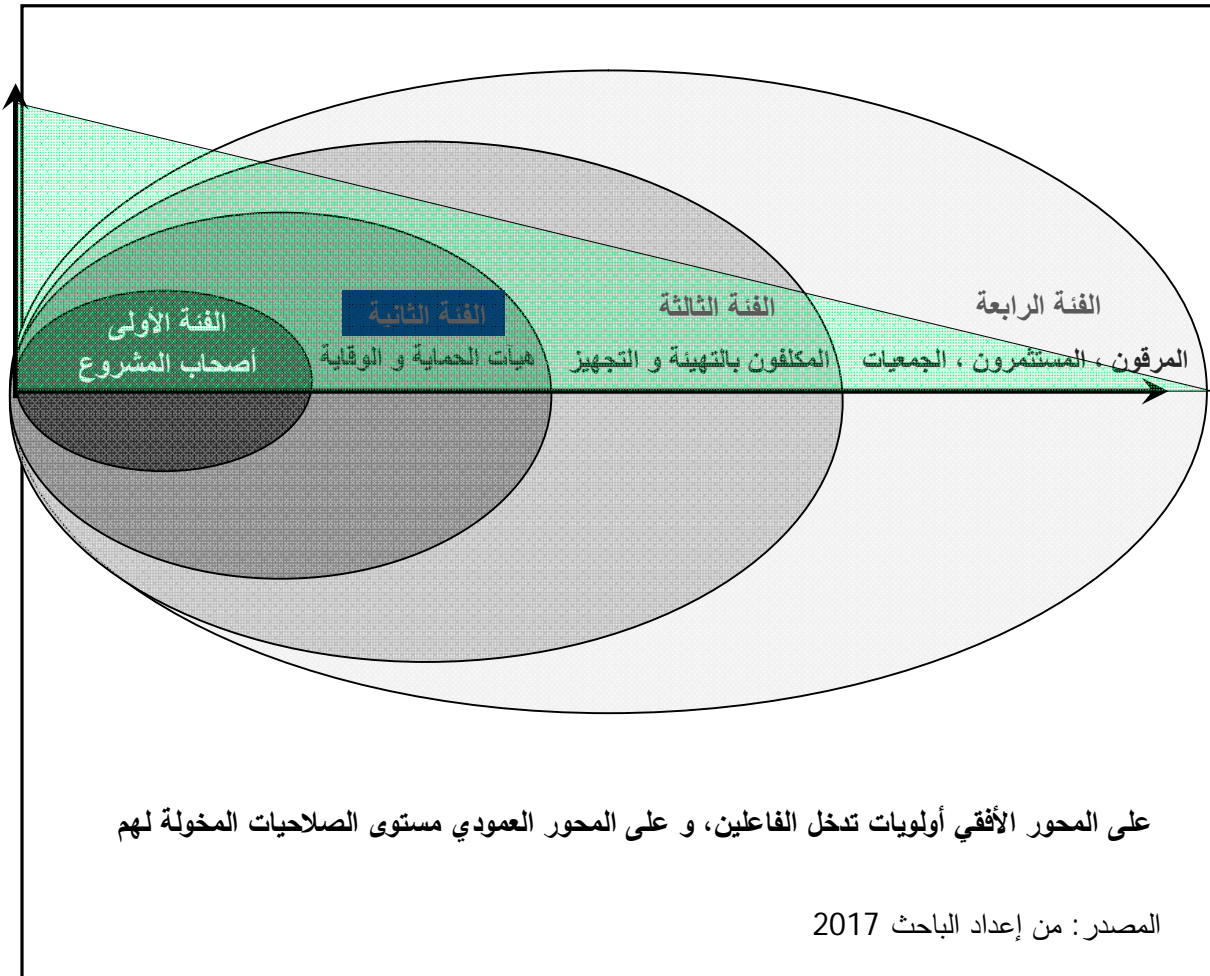 الفئة الأولى
أصحاب المشروع
الفئة الثانية
هيآت الحماية و الوقاية
الفئة الثالثة
المكلفون بالتهيئة و التجهيز
الفئة الرابعة
المرقون ، المستثمرون ، الجمعيات
على المحور الأفقي أولويات تدخل الفاعلين، و على المحور العمودي مستوى الصلاحيات المخولة لهم
المصدر : من إعداد الباحث 2017